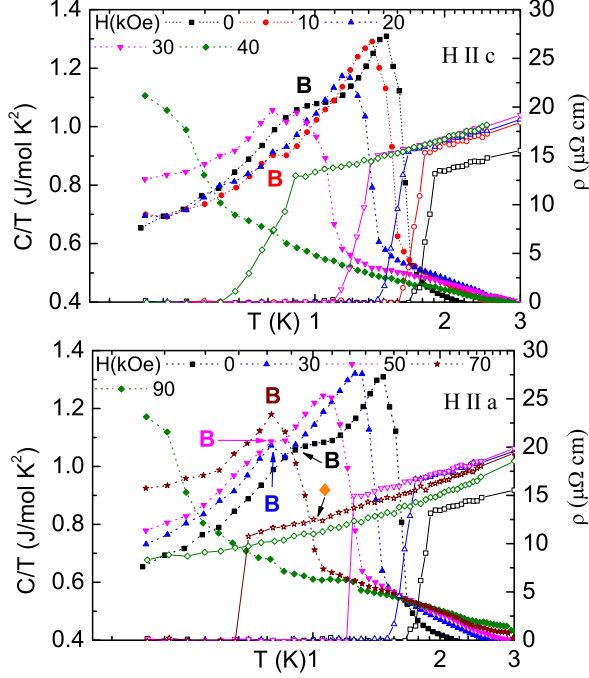 H(kOe) 0 10 20
30 40
H II c
B
B
1.4
1.2
1.0
0.8
0.6
0.4
C/T (J/mol K²)
30
25
20
15
10
5
0
ρ (μΩ cm)
T (K) 1 2 3
H(kOe) 0 30 50 70
90
H II a
B
B
B
B
1.4
1.2
1.0
0.8
0.6
0.4
C/T (J/mol K²)
30
25
20
15
10
5
0
ρ (μΩ cm)
T (K) 1 2 3